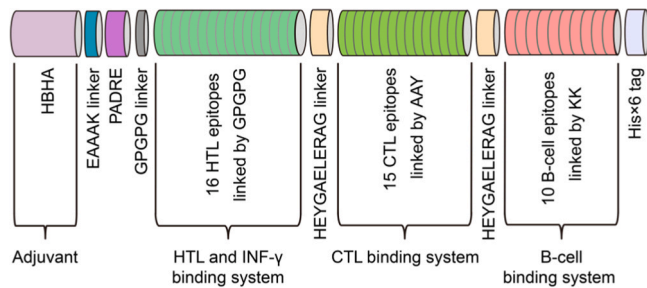 HBHA
EAAAK linker
PADRE
GPGPG linker
16 HTL epitopes
linked by GPGPG
HEYGAELERAG linker
15 CTL epitopes
linked by AAY
HEYGAELERAG linker
10 B-cell epitopes
linked by KK
His×6 tag
Adjuvant
HTL and INF-γ
binding system
CTL binding system
B-cell
binding system